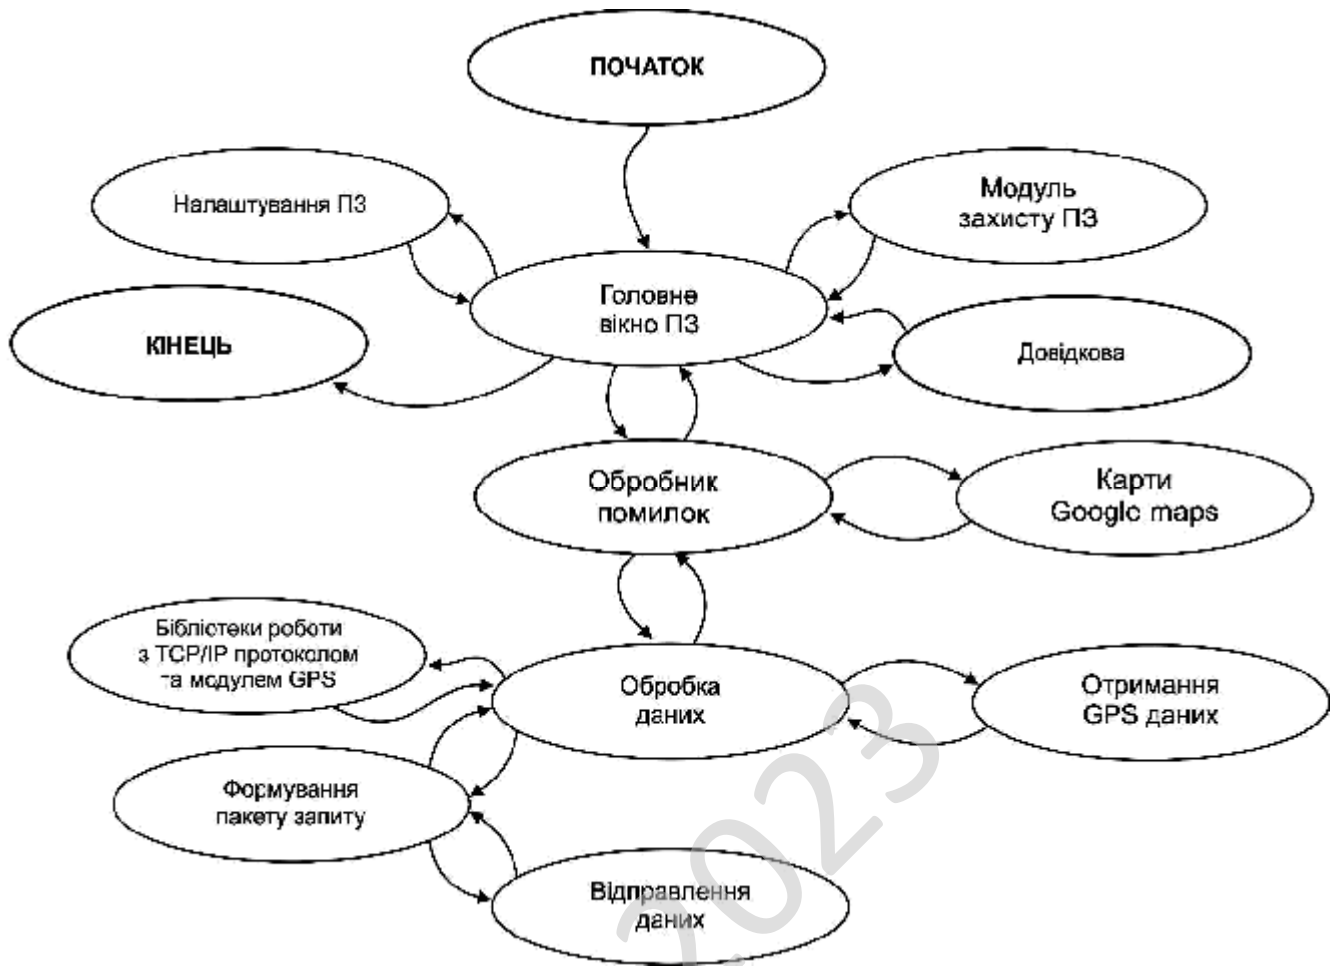 ПОЧАТОК
Налаштування ПЗ
Модуль
захисту ПЗ
Головне
вікно ПЗ
КІНЕЦЬ
Довідкова
Обробник
помилок
Карти
Google maps
Бібліотеки роботи
з TCP/IP протоколом
та модулем GPS
Обробка
даних
Отримання
GPS даних
Формування
пакету запиту
Відправлення
даних
2023